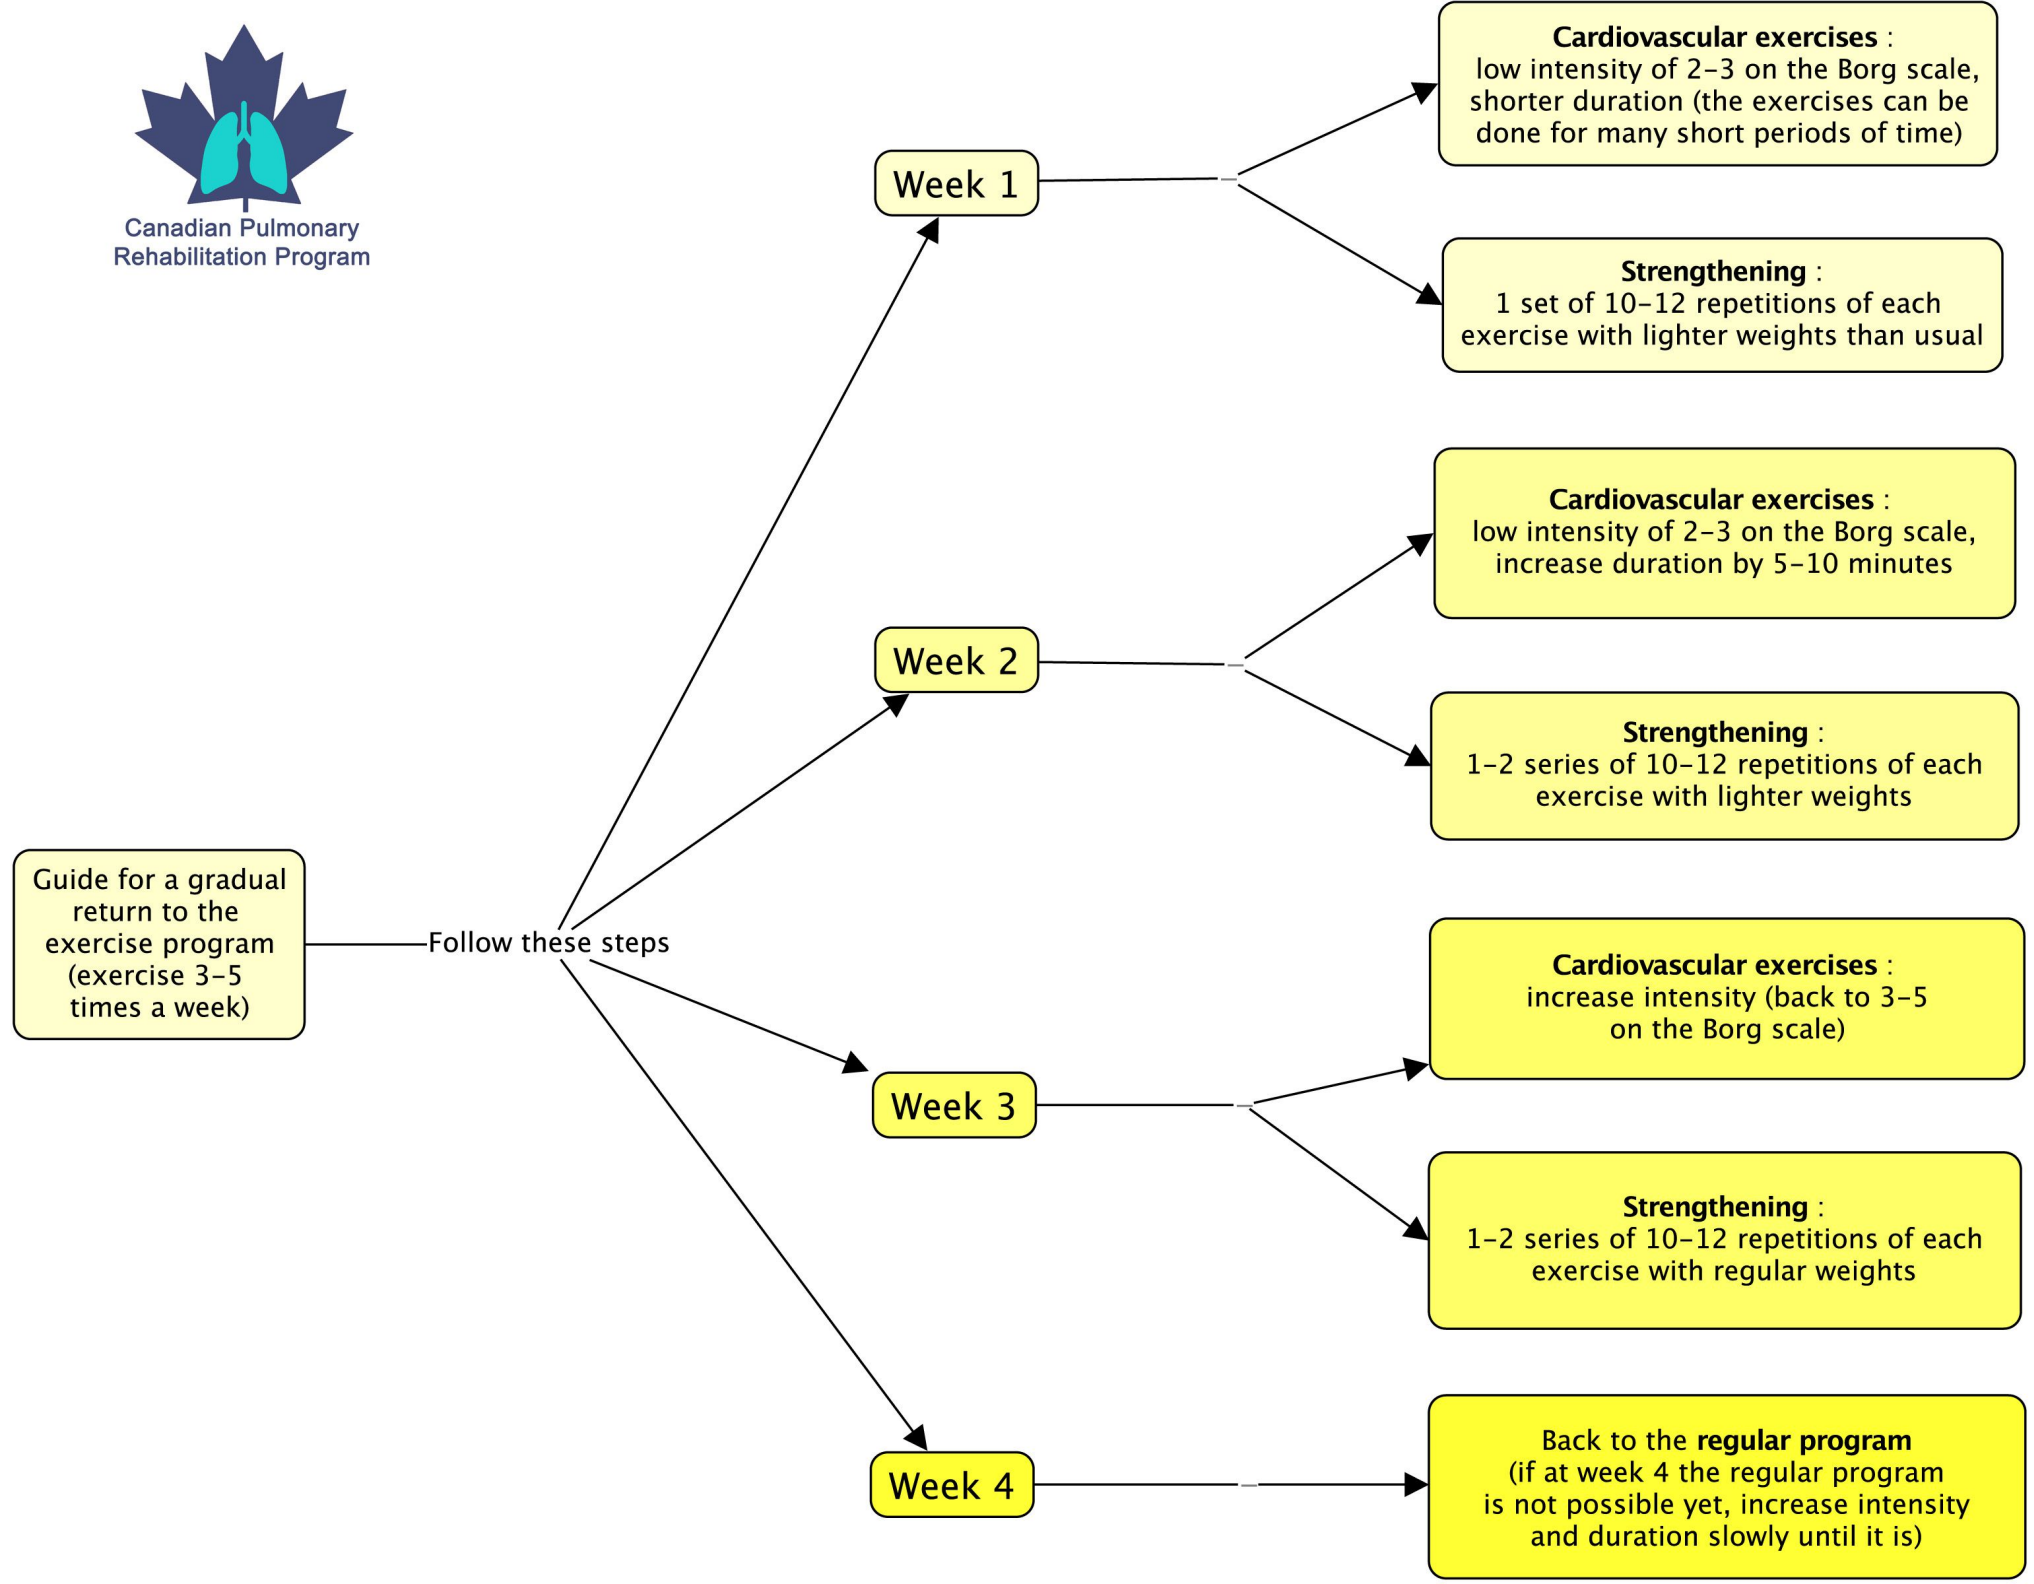 Canadian Pulmonary
Rehabilitation Program
Guide for a gradual
return to the
exercise program
(exercise 3-5
times a week)
Follow these steps
Week 1
Cardiovascular exercises :
low intensity of 2-3 on the Borg scale,
shorter duration (the exercises can be
done for many short periods of time)
Strengthening :
1 set of 10-12 repetitions of each
exercise with lighter weights than usual
Week 2
Cardiovascular exercises :
low intensity of 2-3 on the Borg scale,
increase duration by 5-10 minutes
Strengthening :
1-2 series of 10-12 repetitions of each
exercise with lighter weights
Week 3
Cardiovascular exercises :
increase intensity (back to 3-5
on the Borg scale)
Strengthening :
1-2 series of 10-12 repetitions of each
exercise with regular weights
Week 4
Back to the regular program
(if at week 4 the regular program
is not possible yet, increase intensity
and duration slowly until it is)